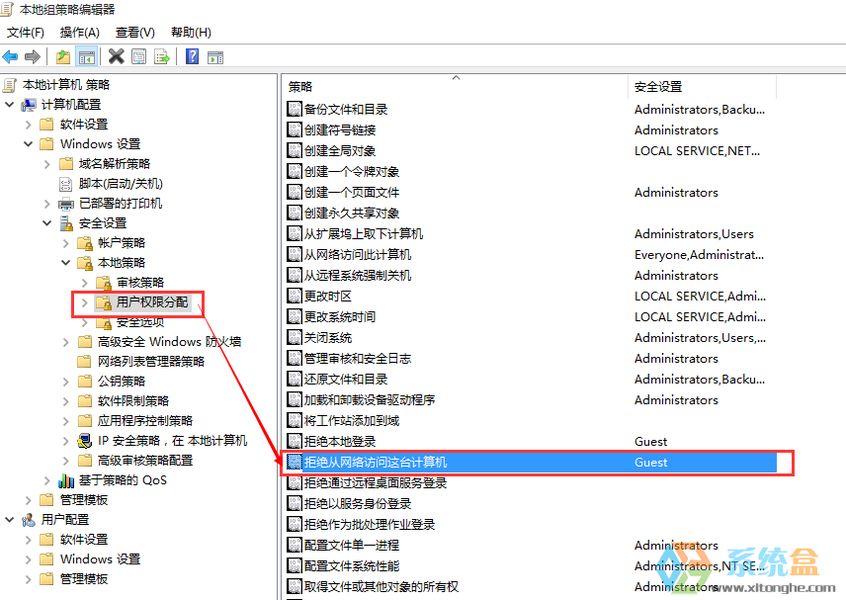 本地组策略编辑器
文件(F) 操作(A) 查看(V) 帮助(H)
本地计算机 策略
计算机配置
软件设置
Windows 设置
域名解析策略
脚本(启动/关机)
已部署的打印机
安全设置
帐户策略
本地策略
审核策略
用户权限分配
安全选项
高级安全 Windows 防火墙
网络列表管理器策略
公钥策略
软件限制策略
应用程序控制策略
IP 安全策略，在 本地计算机
高级审核策略配置
基于策略的 QoS
管理模板
用户配置
软件设置
Windows 设置
管理模板
策略 安全设置
备份文件和目录 Administrators,Backu...
创建符号链接 Administrators
创建全局对象 LOCAL SERVICE,NET...
创建一个令牌对象
创建一个页面文件 Administrators
创建永久共享对象
从扩展坞上取下计算机 Administrators,Users
从网络访问此计算机 Everyone,Administrat...
从远程系统强制关机 Administrators
更改时区 LOCAL SERVICE,Admi...
更改系统时间 LOCAL SERVICE,Admi...
关闭系统 Administrators,Users,...
管理审核和安全日志 Administrators
还原文件和目录 Administrators,Backu...
加载和卸载设备驱动程序 Administrators
将工作站添加到域
拒绝本地登录 Guest
拒绝从网络访问这台计算机 Guest
拒绝通过远程桌面服务登录
拒绝以服务身份登录
拒绝作为批处理作业登录
配置文件单一进程 Administrators
配置文件系统性能 Administrators,NT SE...
取得文件或其他对象的所有权 Administrators
系统盒
www.xitonghe.com